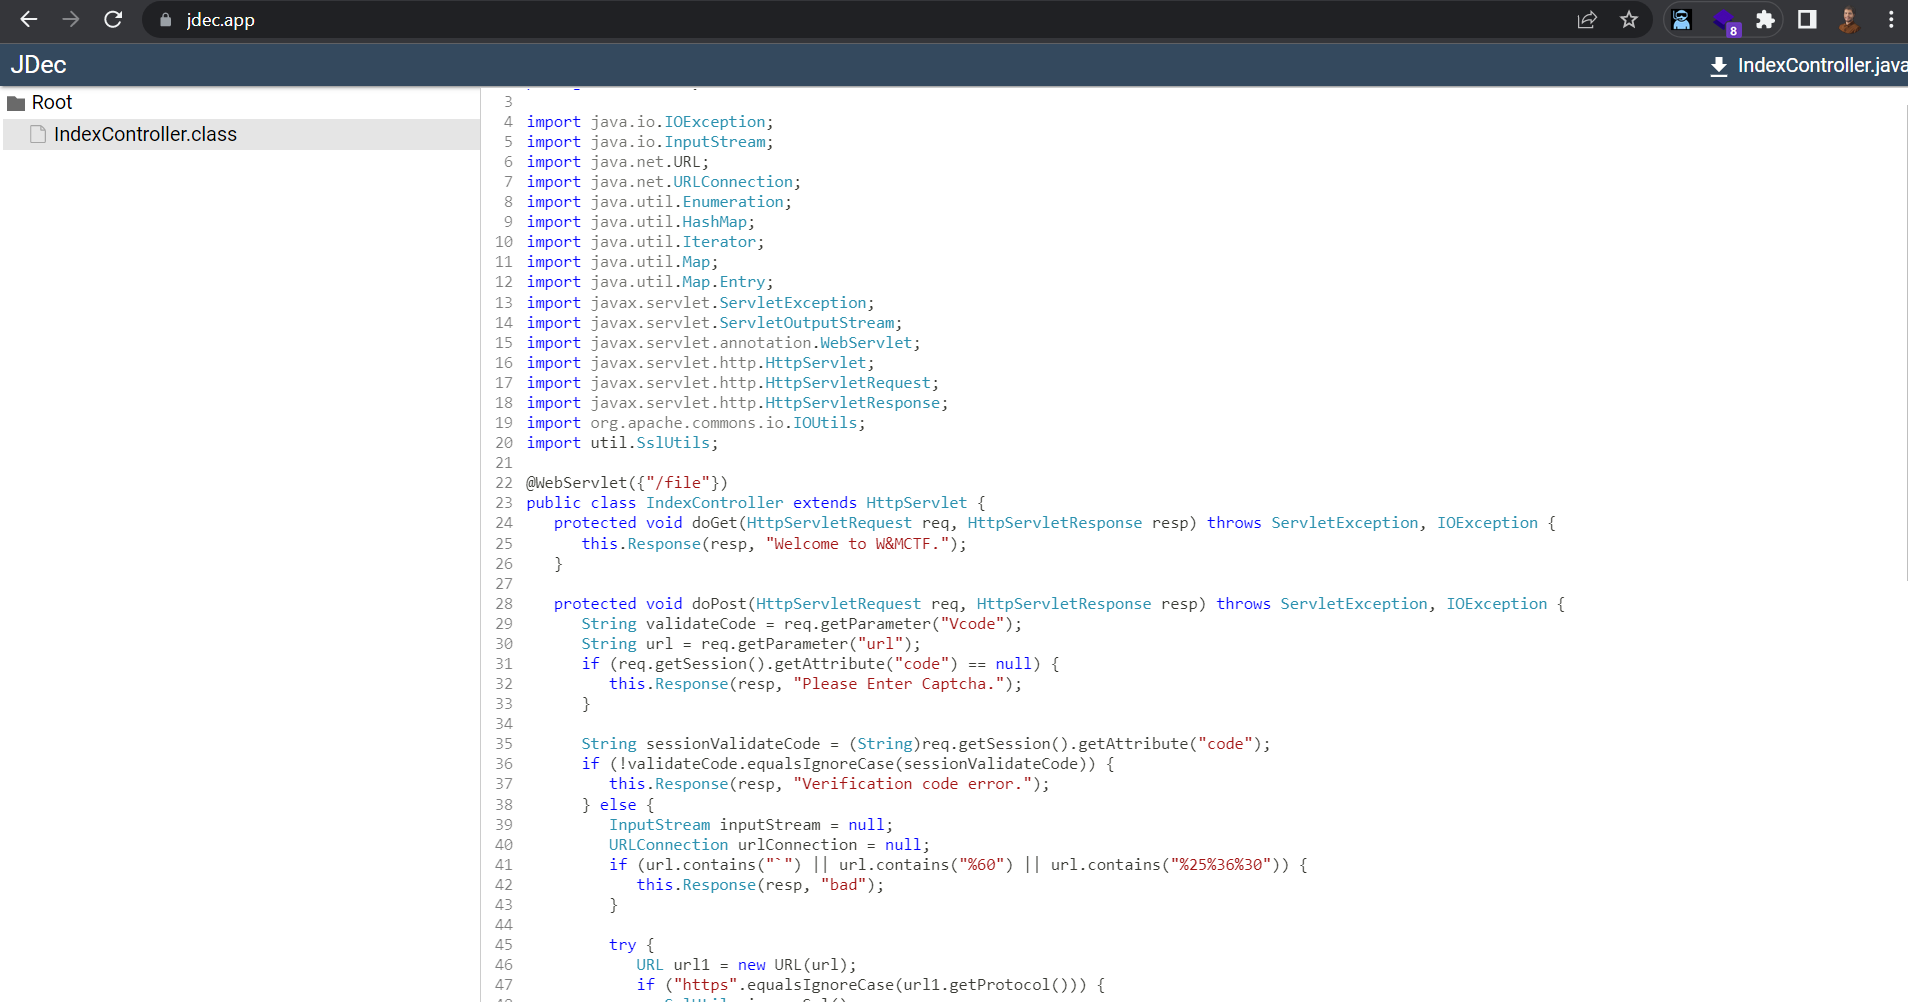 jdec.app
8
JDec
IndexController.java
Root
IndexController.class
3
4 import java.io.IOException;
5 import java.io.InputStream;
6 import java.net.URL;
7 import java.net.URLConnection;
8 import java.util.Enumeration;
9 import java.util.HashMap;
10 import java.util.Iterator;
11 import java.util.Map;
12 import java.util.Map.Entry;
13 import javax.servlet.ServletException;
14 import javax.servlet.ServletOutputStream;
15 import javax.servlet.annotation.WebServlet;
16 import javax.servlet.http.HttpServlet;
17 import javax.servlet.http.HttpServletRequest;
18 import javax.servlet.http.HttpServletResponse;
19 import org.apache.commons.io.IOUtils;
20 import util.SslUtils;
21
22 @WebServlet({"/file"})
23 public class IndexController extends HttpServlet {
24 protected void doGet(HttpServletRequest req, HttpServletResponse resp) throws ServletException, IOException {
25 this.Response(resp, "Welcome to W&MCTF.");
26 }
27
28 protected void doPost(HttpServletRequest req, HttpServletResponse resp) throws ServletException, IOException {
29 String validateCode = req.getParameter("Vcode");
30 String url = req.getParameter("url");
31 if (req.getSession().getAttribute("code") == null) {
32 this.Response(resp, "Please Enter Captcha.");
33 }
34
35 String sessionValidateCode = (String)req.getSession().getAttribute("code");
36 if (!validateCode.equalsIgnoreCase(sessionValidateCode)) {
37 this.Response(resp, "Verification code error.");
38 } else {
39 InputStream inputStream = null;
40 URLConnection urlConnection = null;
41 if (url.contains("`") || url.contains("%60") || url.contains("%25%36%30")) {
42 this.Response(resp, "bad");
43 }
44
45 try {
46 URL url1 = new URL(url);
47 if ("https".equalsIgnoreCase(url1.getProtocol())) {